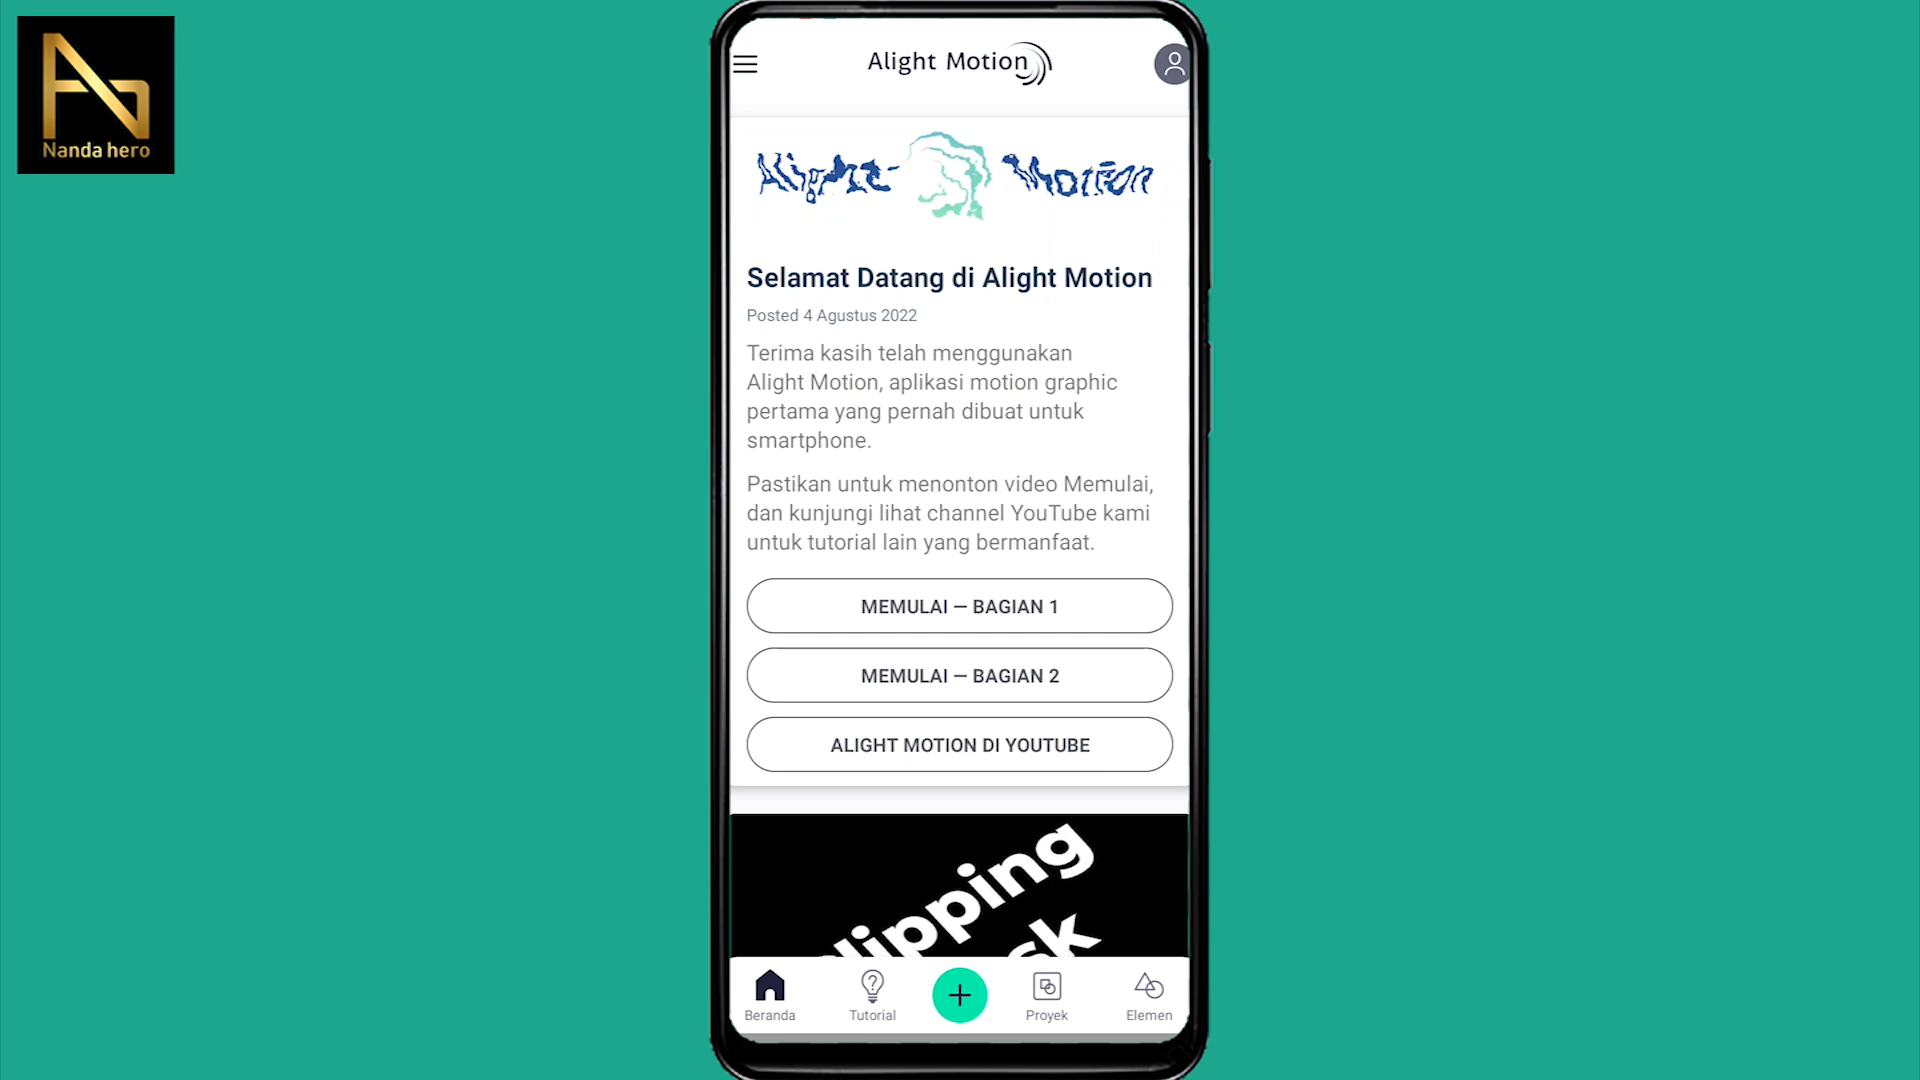 Nanda hero
Alight Motion
Alight Motion
Selamat Datang di Alight Motion
Posted 4 Agustus 2022
Terima kasih telah menggunakan
Alight Motion, aplikasi motion graphic
pertama yang pernah dibuat untuk
smartphone.
Pastikan untuk menonton video Memulai,
dan kunjungi lihat channel YouTube kami
untuk tutorial lain yang bermanfaat.
MEMULAI — BAGIAN 1
MEMULAI — BAGIAN 2
ALIGHT MOTION DI YOUTUBE
Beranda
Tutorial
Proyek
Elemen